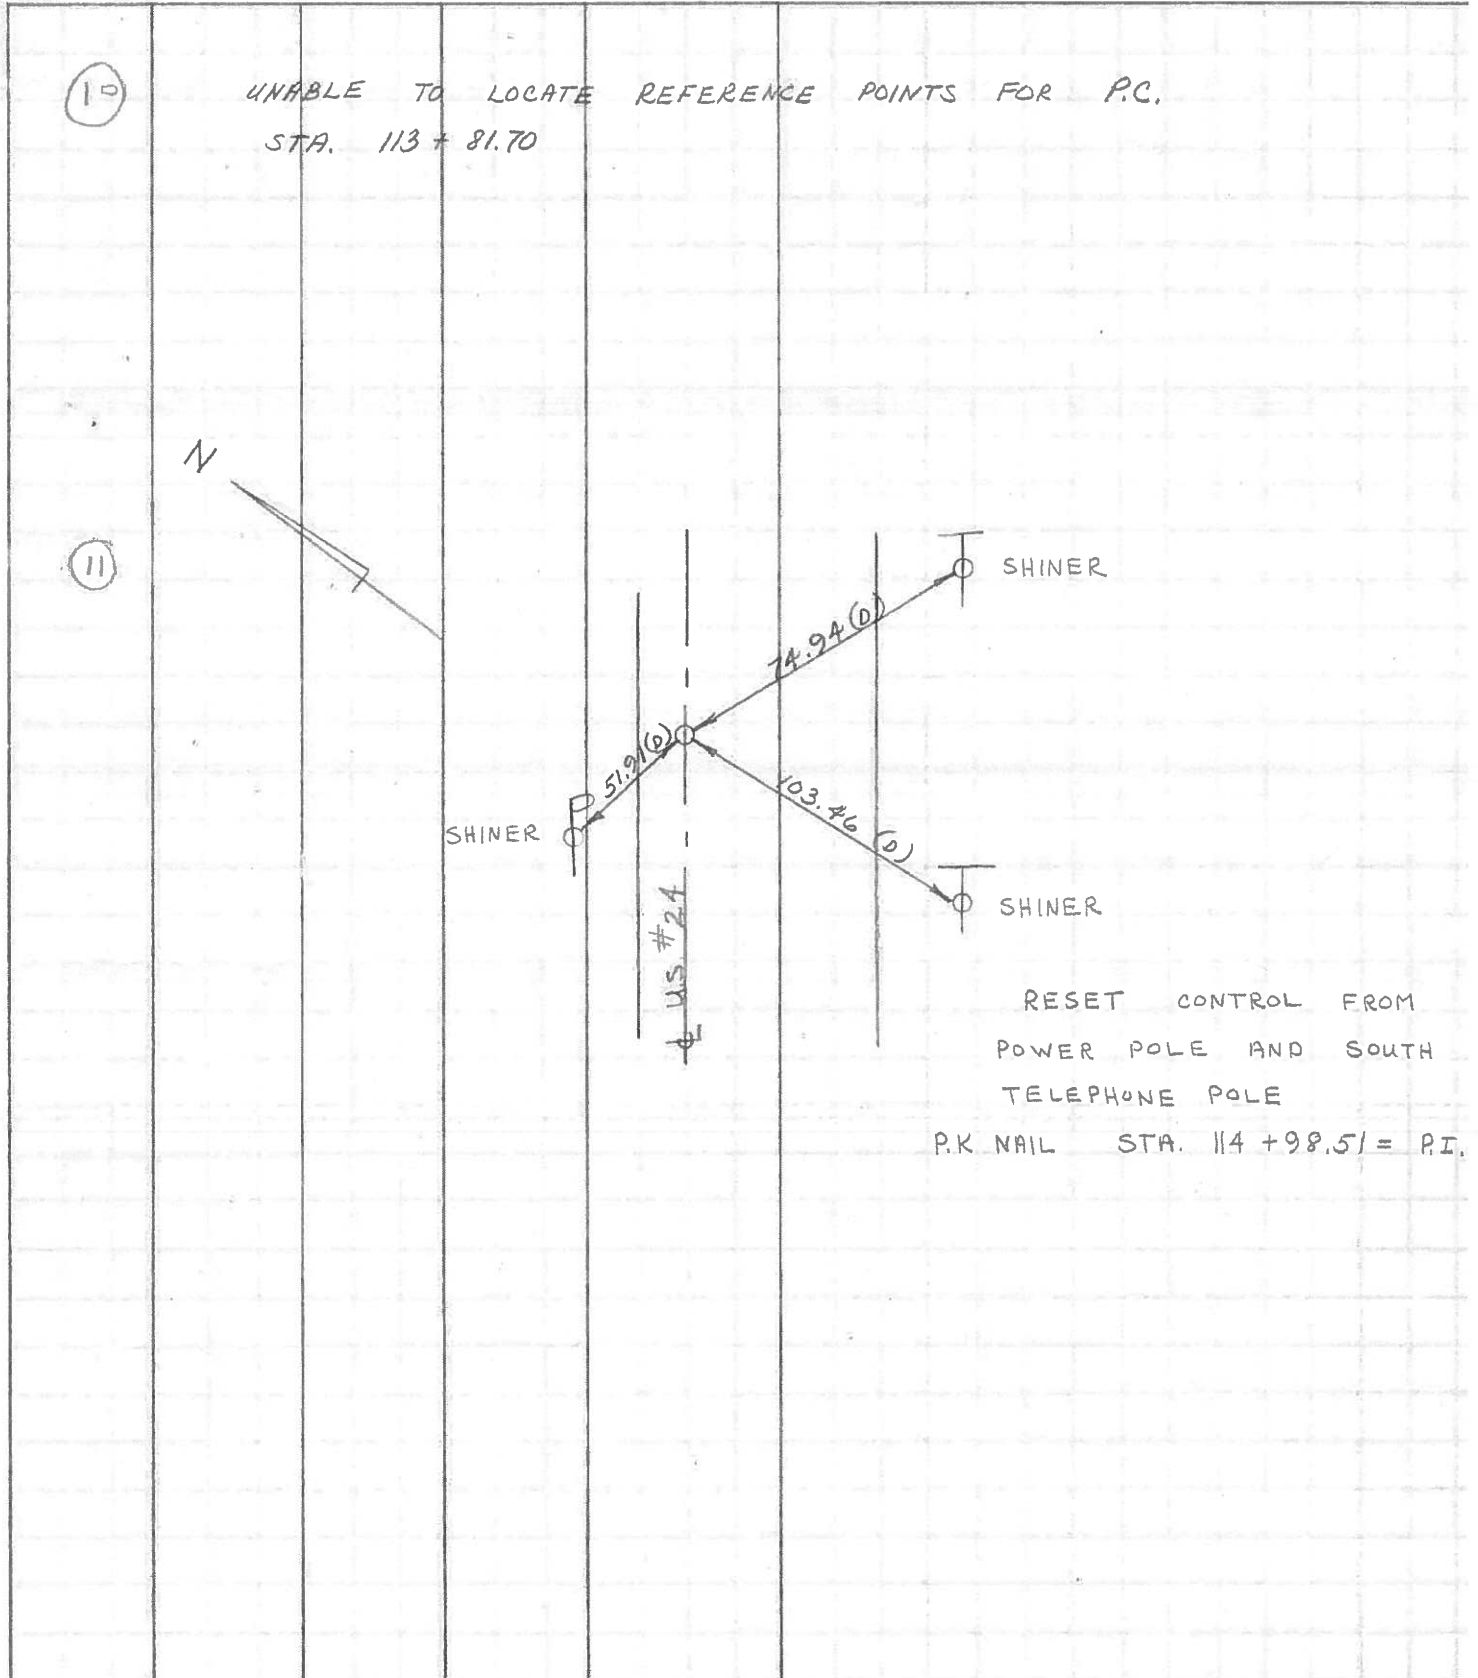 10
UNABLE TO LOCATE REFERENCE POINTS FOR P.C.
STA. 113 + 81.70
N
11
SHINER
74.94 (D)
51.91 (D)
103.46 (D)
SHINER
SHINER
U.S. #24
RESET CONTROL FROM
POWER POLE AND SOUTH
TELEPHONE POLE
P.K NAIL STA. 114 + 98.51 = P.I.